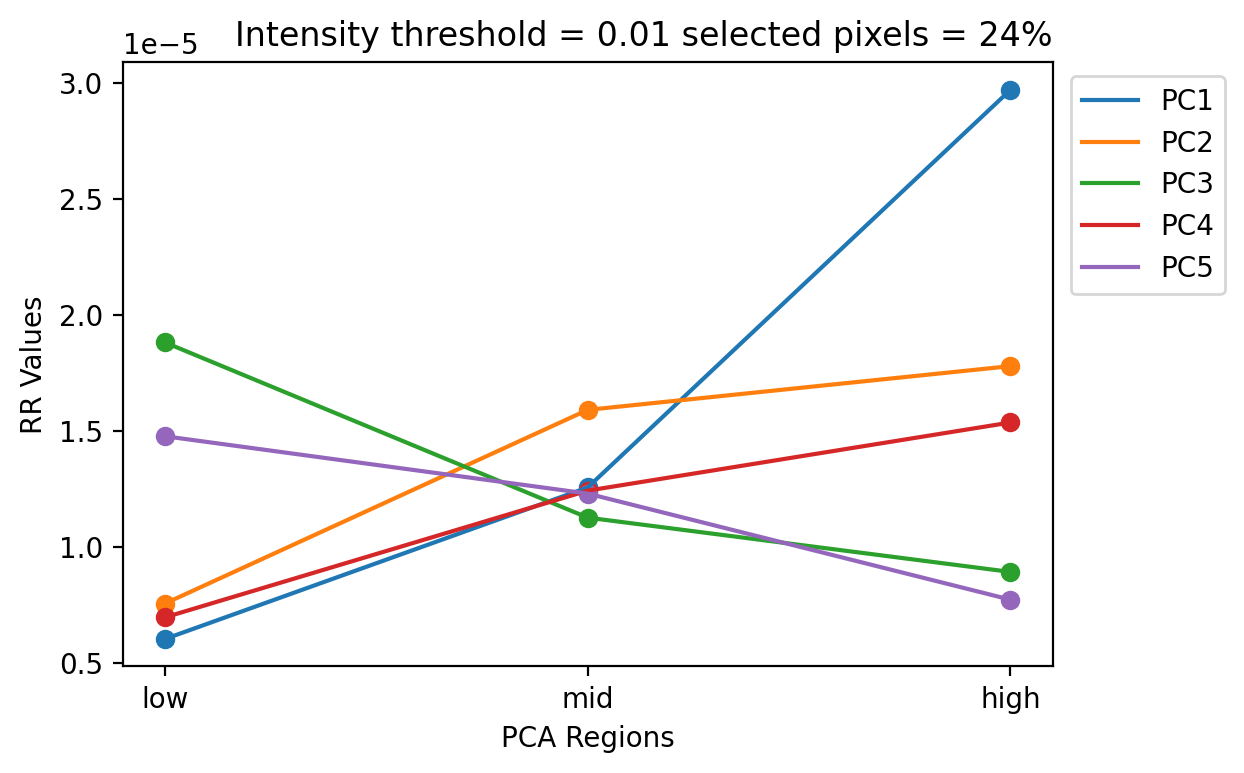 Intensity threshold = 0.01 selected pixels = 24%
1e−5
3.0
2.5
2.0
1.5
1.0
0.5
RR Values
low
mid
high
PCA Regions
PC1
PC2
PC3
PC4
PC5